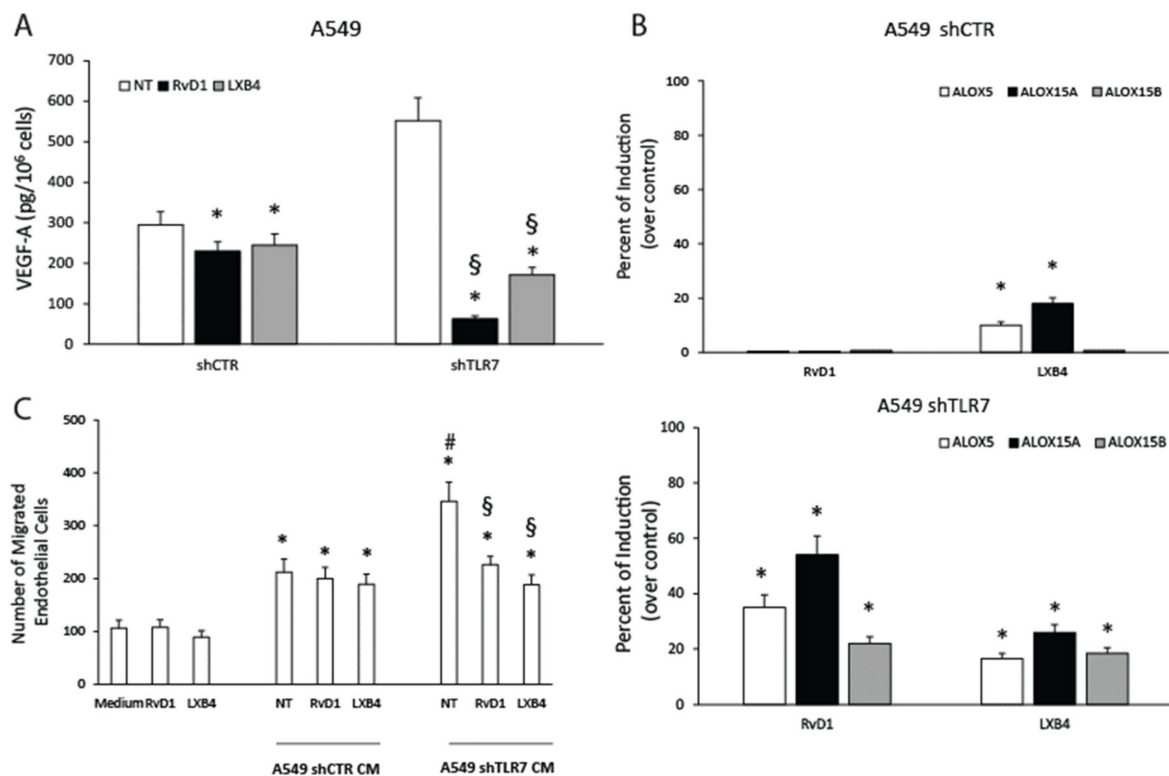 A
A549
VEGF-A (pg/10⁶ cells)
700
600
500
400
300
200
100
0
NT RvD1 LXB4
* * § * § *
shCTR shTLR7
B
A549 shCTR
Percent of Induction
(over control)
100
80
60
40
20
0
ALOX5 ALOX15A ALOX15B
* *
RvD1 LXB4
A549 shTLR7
Percent of Induction
(over control)
100
80
60
40
20
0
ALOX5 ALOX15A ALOX15B
* * * * * *
RvD1 LXB4
C
Number of Migrated
Endothelial Cells
500
400
300
200
100
0
* * * # * § * § *
Medium RvD1 LXB4 NT RvD1 LXB4 NT RvD1 LXB4
A549 shCTR CM A549 shTLR7 CM